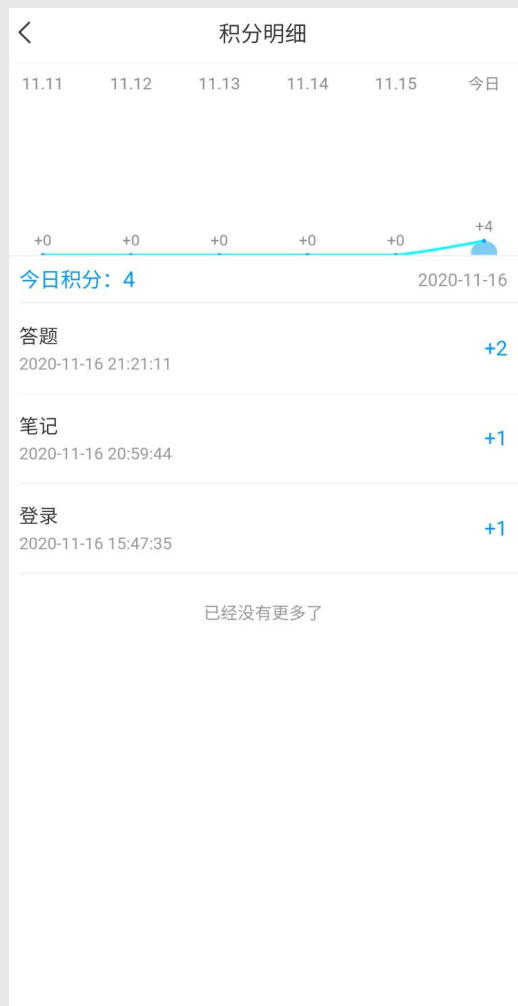 积分明细
11.11 11.12 11.13 11.14 11.15 今日
+0 +0 +0 +0 +0 +4
今日积分：4 2020-11-16
答题
2020-11-16 21:21:11
+2
笔记
2020-11-16 20:59:44
+1
登录
2020-11-16 15:47:35
+1
已经没有更多了